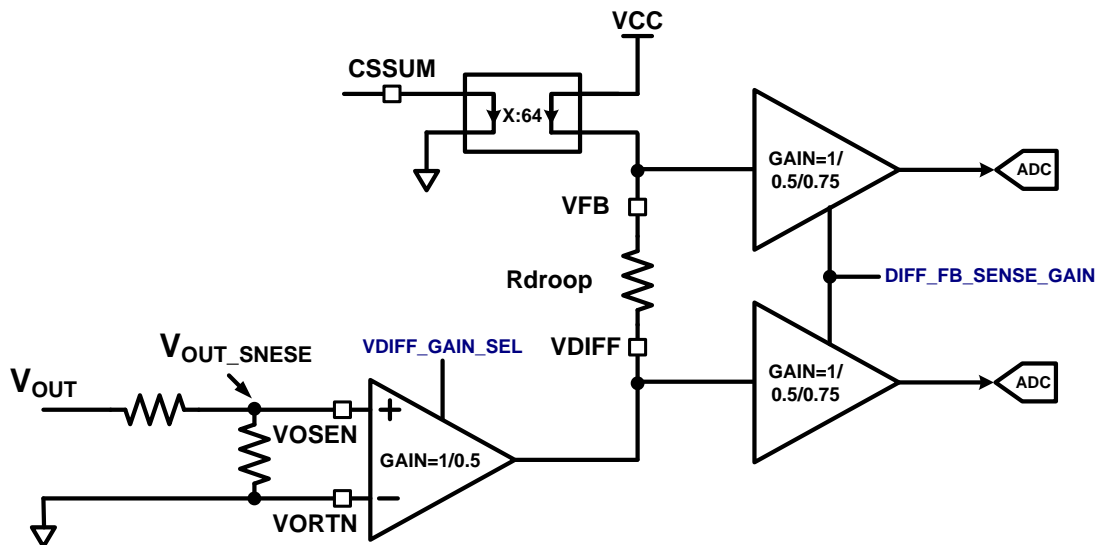 VCC
CSSUM
X:64
GAIN=1/
0.5/0.75
ADC
VFB
Rdroop
DIFF_FB_SENSE_GAIN
VDIFF
VDIFF_GAIN_SEL
VOUT_SNESE
VOUT
GAIN=1/
0.5/0.75
ADC
+
VOSEN
GAIN=1/0.5
VORTN
−